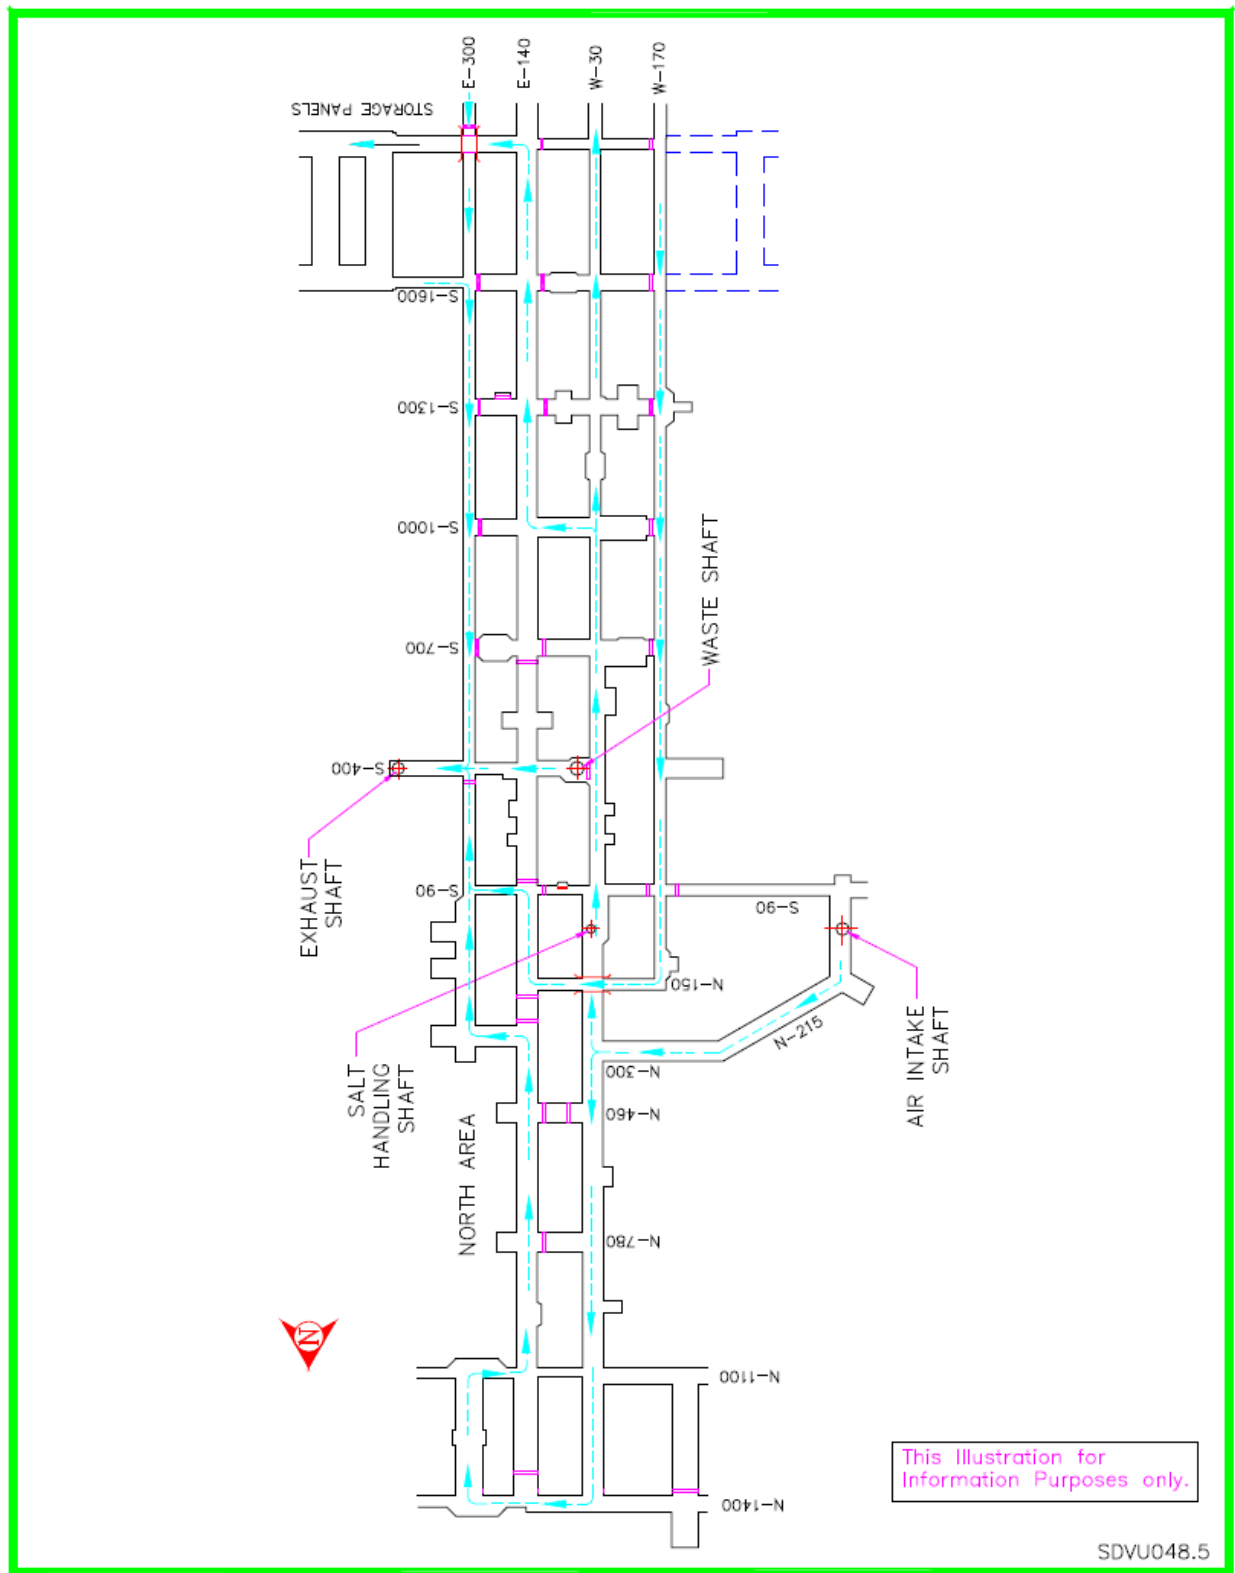 E-300
E-140
W-30
W-170
STORAGE PANELS
S-1600
S-1300
S-1000
S-700
WASTE SHAFT
S-400
EXHAUST
SHAFT
S-90
S-90
N-150
SALT
HANDLING
SHAFT
AIR INTAKE
SHAFT
N-215
N-300
N-460
NORTH AREA
N-780
N
N-1100
N-1400
This Illustration for
Information Purposes only.
SDVU048.5